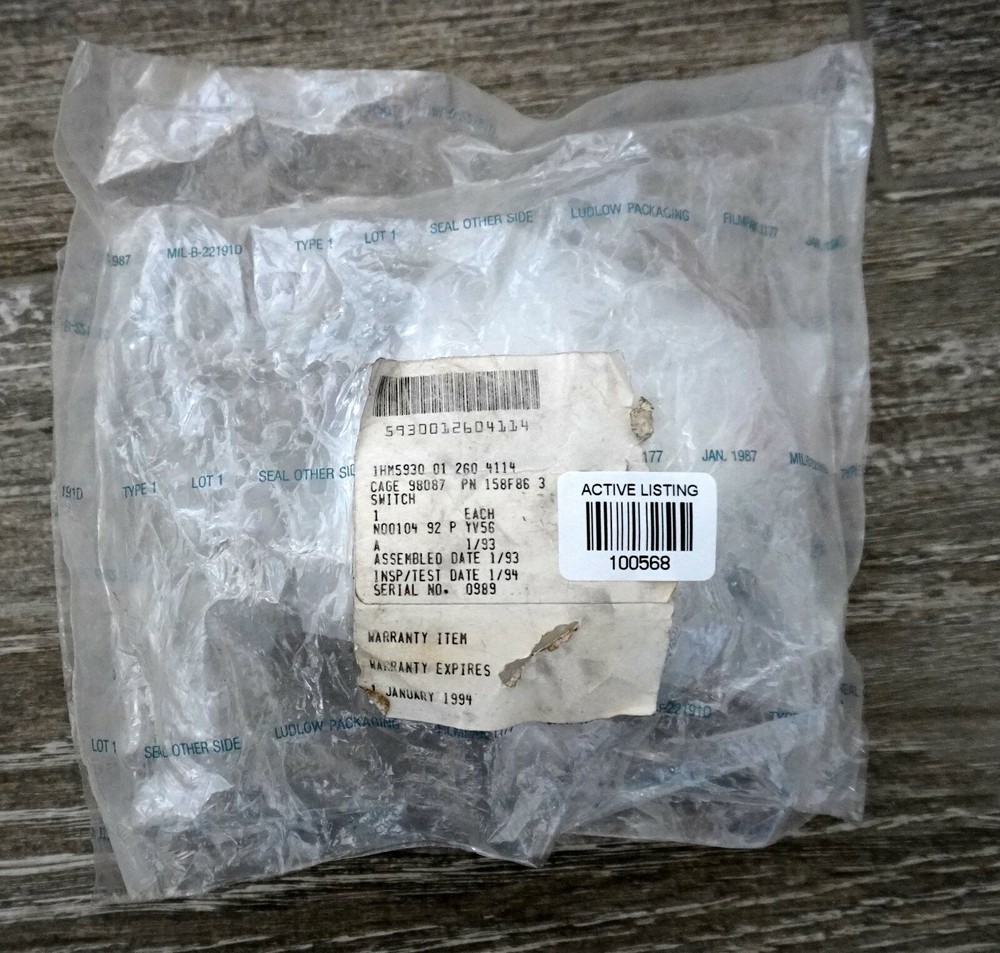 MIL-B-22191D TYPE 1 LOT 1 SEAL OTHER SIDE LUDLOW PACKAGING
5930012604114
1HM5930 01 260 4114
CAGE 98087 PN 158F86 3
SWITCH
1 EACH
N00104 92 P YV56
A 1/93
ASSEMBLED DATE 1/93
INSP/TEST DATE 1/94
SERIAL NO. 0989
WARRANTY ITEM
WARRANTY EXPIRES
1 JANUARY 1994
ACTIVE LISTING
100568
TYPE 1 LOT 1 SEAL OTHER
177 JAN. 1987
LOT 1 SEAL OTHER SIDE LUDLOW PACKAGING